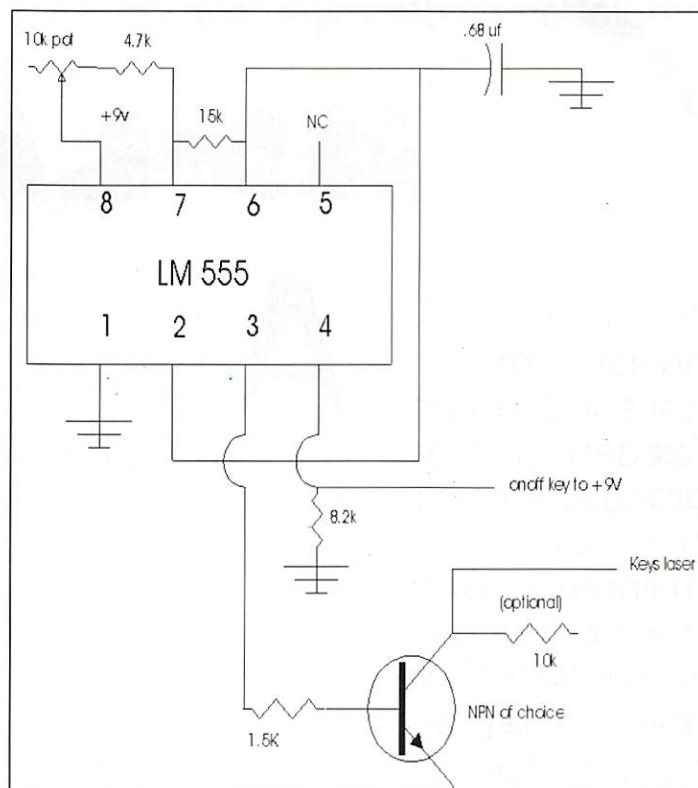 .68 uf
10k pot 4.7k
+9v 15k NC
8 7 6 5
LM 555
1 2 3 4
on off key to +9V
8.2k
Keys laser
(optional)
10k
NPN of choice
1.5K